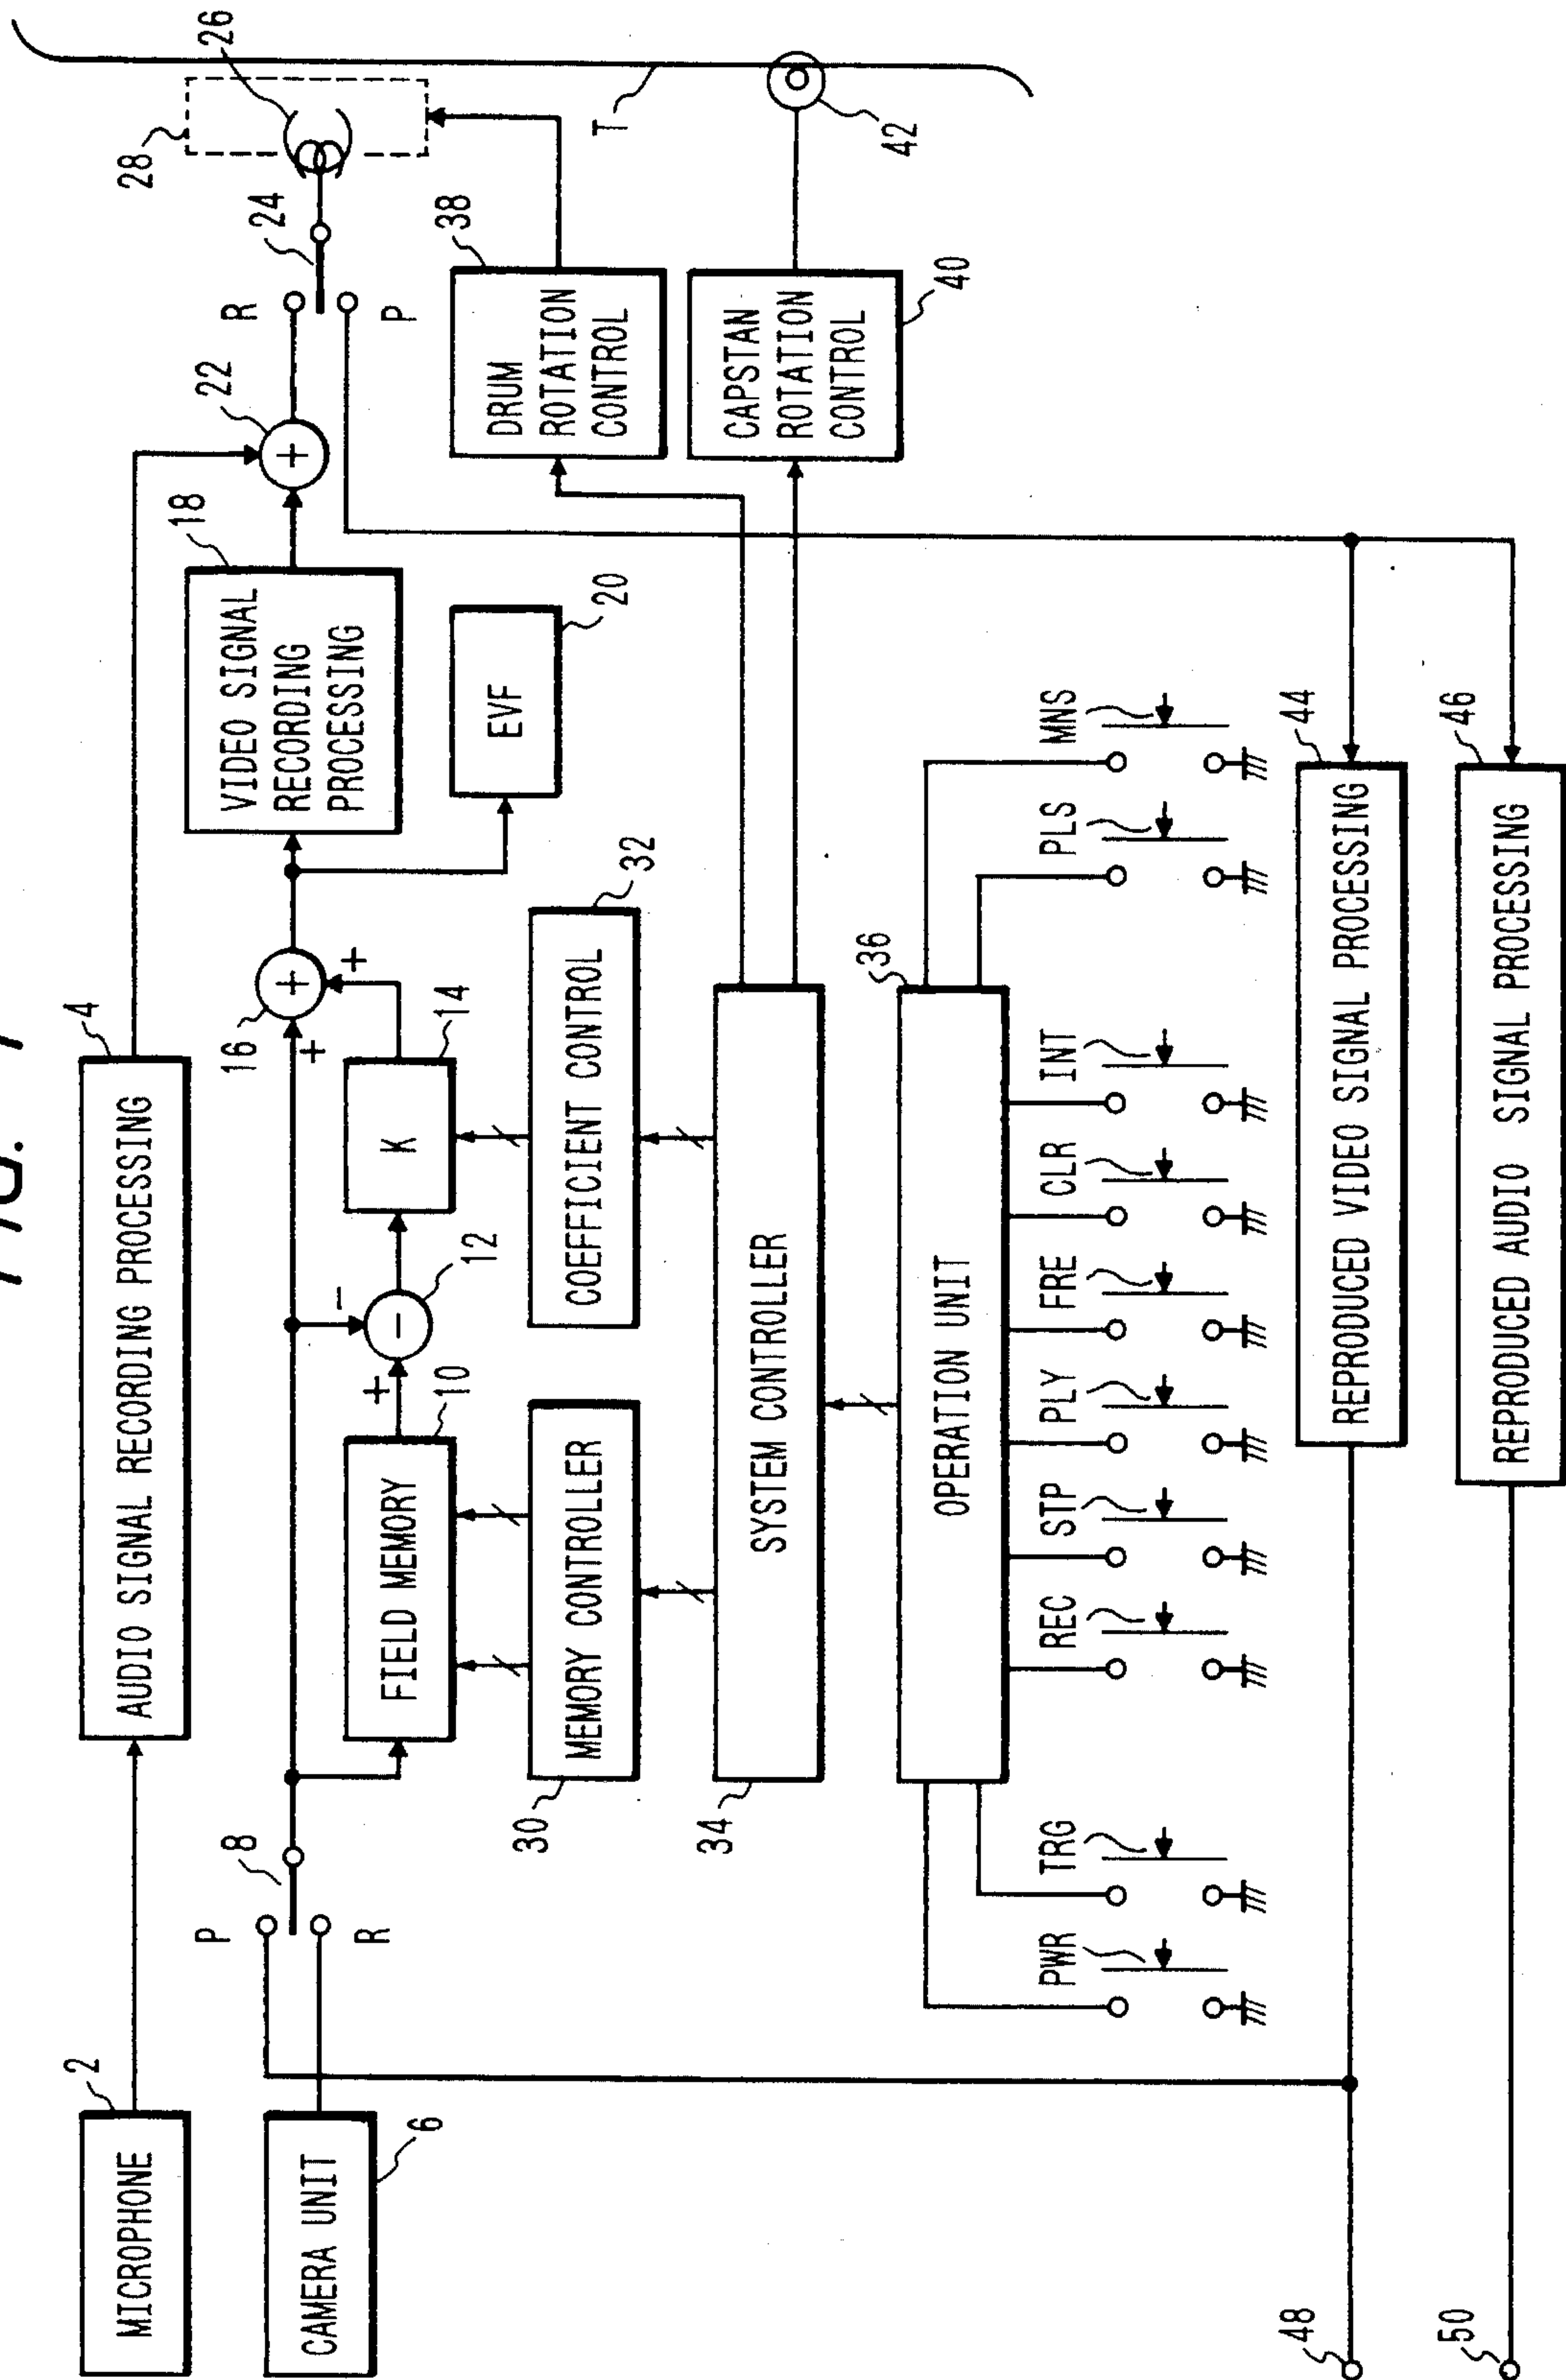 FIG. 1
MICROPHONE
2
AUDIO SIGNAL RECORDING PROCESSING
4
CAMERA UNIT
6
P
R
8
FIELD MEMORY
10
+
-
-
12
K
14
+
+
+
16
VIDEO SIGNAL
RECORDING
PROCESSING
18
EVF
20
+
22
R
P
24
26
28
MEMORY CONTROLLER
30
COEFFICIENT CONTROL
32
SYSTEM CONTROLLER
34
DRUM
ROTATION
CONTROL
38
CAPSTAN
ROTATION
CONTROL
40
T
42
OPERATION UNIT
36
PWR
TRG
REC
STP
PLY
FRE
CLR
INT
PLS
MNS
REPRODUCED VIDEO SIGNAL PROCESSING
44
REPRODUCED AUDIO SIGNAL PROCESSING
46
48
50